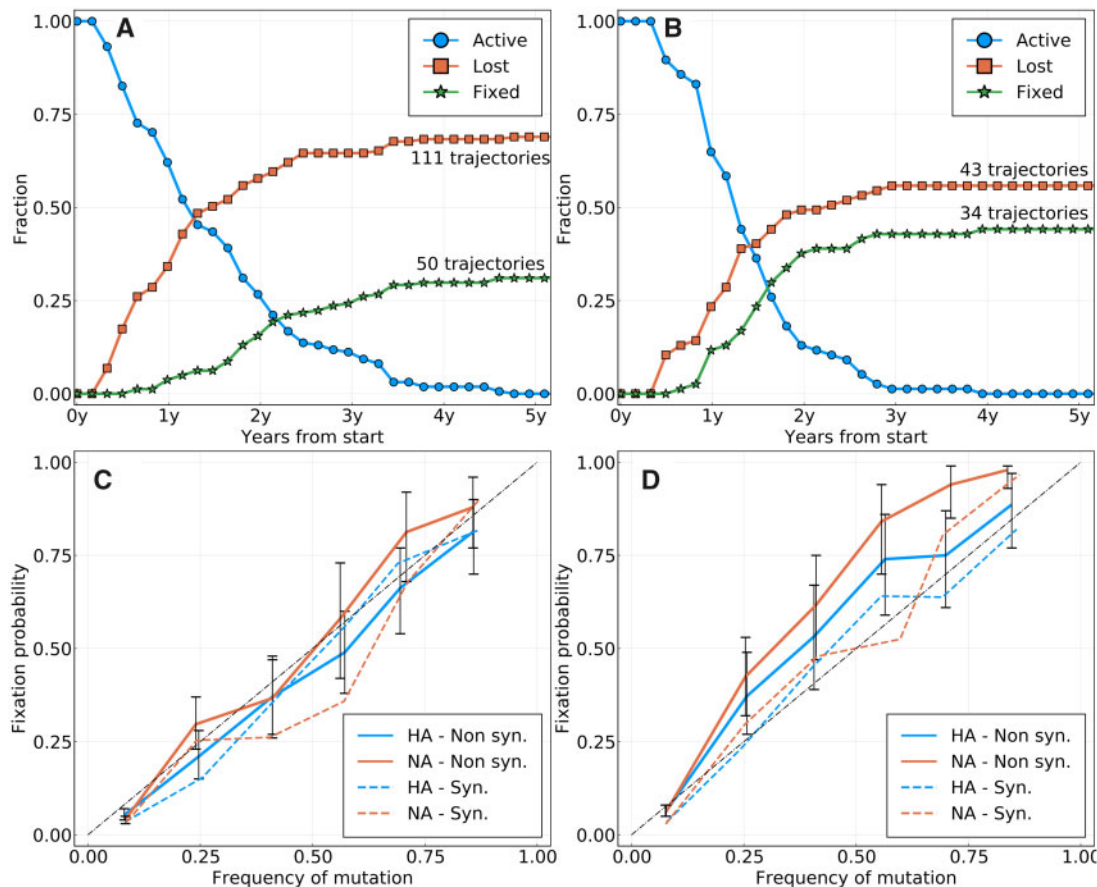 A
Active
Lost
Fixed
111 trajectories
50 trajectories
1.00
0.75
0.50
0.25
0.00
Fraction
0y
1y
2y
3y
4y
5y
Years from start
B
Active
Lost
Fixed
43 trajectories
34 trajectories
1.00
0.75
0.50
0.25
0.00
Fraction
0y
1y
2y
3y
4y
5y
Years from start
C
1.00
0.75
0.50
0.25
0.00
Fixation probability
HA - Non syn.
NA - Non syn.
HA - Syn.
NA - Syn.
0.00
0.25
0.50
0.75
1.00
Frequency of mutation
D
1.00
0.75
0.50
0.25
0.00
Fixation probability
HA - Non syn.
NA - Non syn.
HA - Syn.
NA - Syn.
0.00
0.25
0.50
0.75
1.00
Frequency of mutation